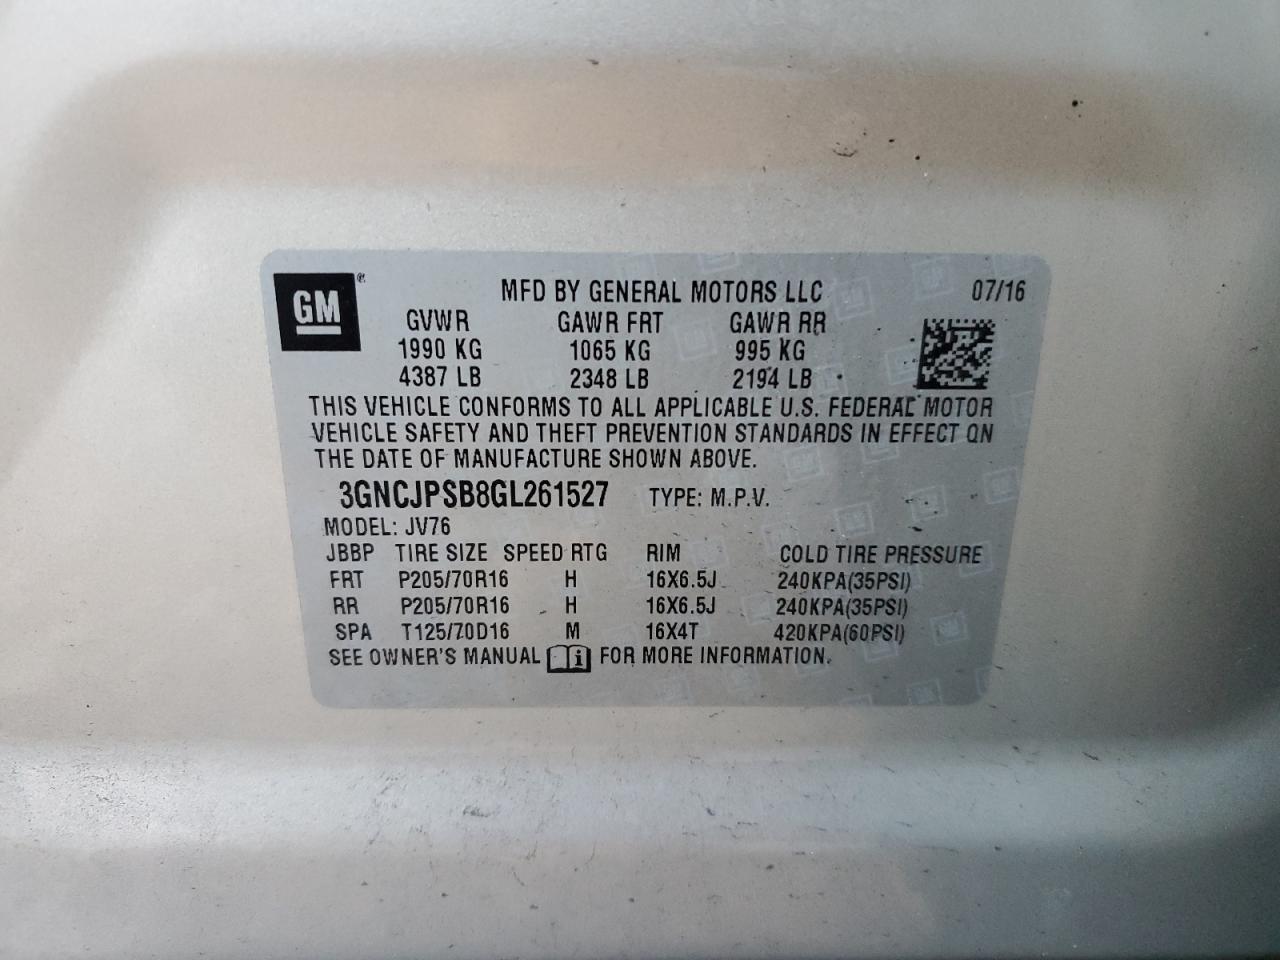 GM MFD BY GENERAL MOTORS LLC 07/16
GVWR GAWR FRT GAWR RR
1990 KG 1065 KG 995 KG
4387 LB 2348 LB 2194 LB
THIS VEHICLE CONFORMS TO ALL APPLICABLE U.S. FEDERAL MOTOR
VEHICLE SAFETY AND THEFT PREVENTION STANDARDS IN EFFECT ON
THE DATE OF MANUFACTURE SHOWN ABOVE.
3GNCJPSB8GL261527 TYPE: M.P.V.
MODEL: JV76
JBBP TIRE SIZE SPEED RTG RIM COLD TIRE PRESSURE
FRT P205/70R16 H 16X6.5J 240KPA(35PSI)
RR P205/70R16 H 16X6.5J 240KPA(35PSI)
SPA T125/70D16 M 16X4T 420KPA(60PSI)
SEE OWNER'S MANUAL i FOR MORE INFORMATION.